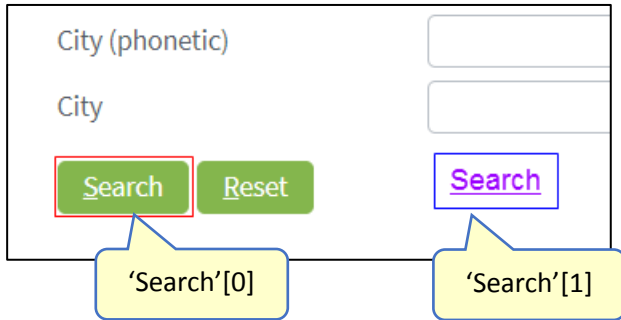 City (phonetic)
City
Search Reset Search
‘Search’[0] ‘Search’[1]